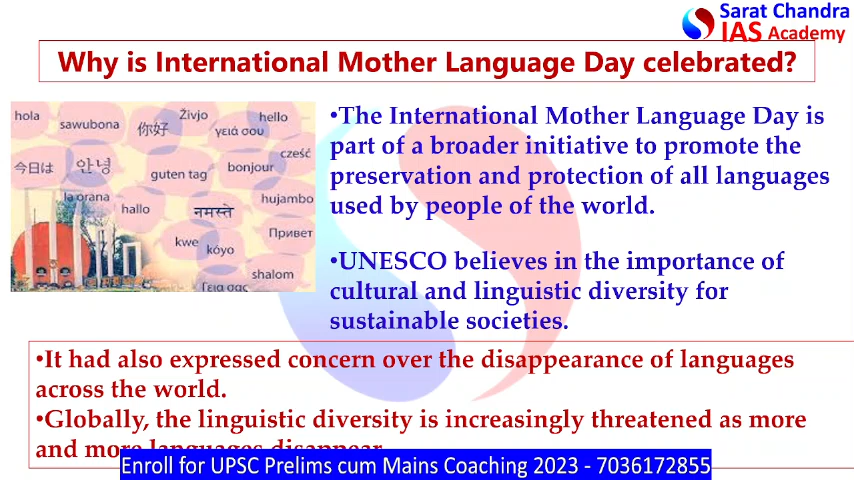 Sarat Chandra
IAS Academy
Why is International Mother Language Day celebrated?
hola
sawubona
你好
Živjo
γειά σου
hello
cześć
今日は
안녕
guten tag
bonjour
la orana
hallo
नमस्ते
hujambo
kwe
kóyo
Привет
shalom
Γεια σας
•The International Mother Language Day is
part of a broader initiative to promote the
preservation and protection of all languages
used by people of the world.
•UNESCO believes in the importance of
cultural and linguistic diversity for
sustainable societies.
•It had also expressed concern over the disappearance of languages
across the world.
•Globally, the linguistic diversity is increasingly threatened as more
and more languages disappear
Enroll for UPSC Prelims cum Mains Coaching 2023 - 7036172855